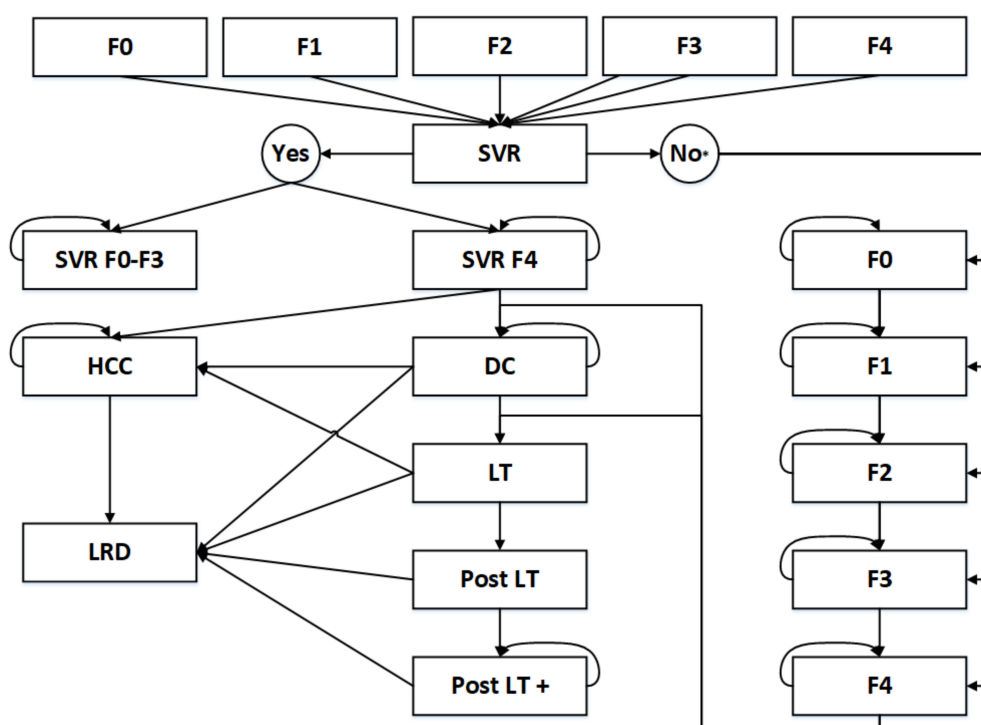 F0
F1
F2
F3
F4
Yes
SVR
No*
SVR F0-F3
SVR F4
F0
HCC
DC
F1
LT
F2
LRD
Post LT
F3
Post LT +
F4